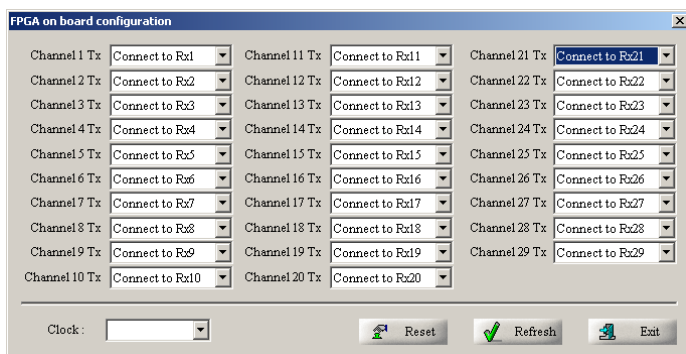 FPGA on board configuration
Channel 1 Tx Connect to Rx1 Channel 11 Tx Connect to Rx11 Channel 21 Tx Connect to Rx21
Channel 2 Tx Connect to Rx2 Channel 12 Tx Connect to Rx12 Channel 22 Tx Connect to Rx22
Channel 3 Tx Connect to Rx3 Channel 13 Tx Connect to Rx13 Channel 23 Tx Connect to Rx23
Channel 4 Tx Connect to Rx4 Channel 14 Tx Connect to Rx14 Channel 24 Tx Connect to Rx24
Channel 5 Tx Connect to Rx5 Channel 15 Tx Connect to Rx15 Channel 25 Tx Connect to Rx25
Channel 6 Tx Connect to Rx6 Channel 16 Tx Connect to Rx16 Channel 26 Tx Connect to Rx26
Channel 7 Tx Connect to Rx7 Channel 17 Tx Connect to Rx17 Channel 27 Tx Connect to Rx27
Channel 8 Tx Connect to Rx8 Channel 18 Tx Connect to Rx18 Channel 28 Tx Connect to Rx28
Channel 9 Tx Connect to Rx9 Channel 19 Tx Connect to Rx19 Channel 29 Tx Connect to Rx29
Channel 10 Tx Connect to Rx10 Channel 20 Tx Connect to Rx20
Clock : Reset Refresh Exit